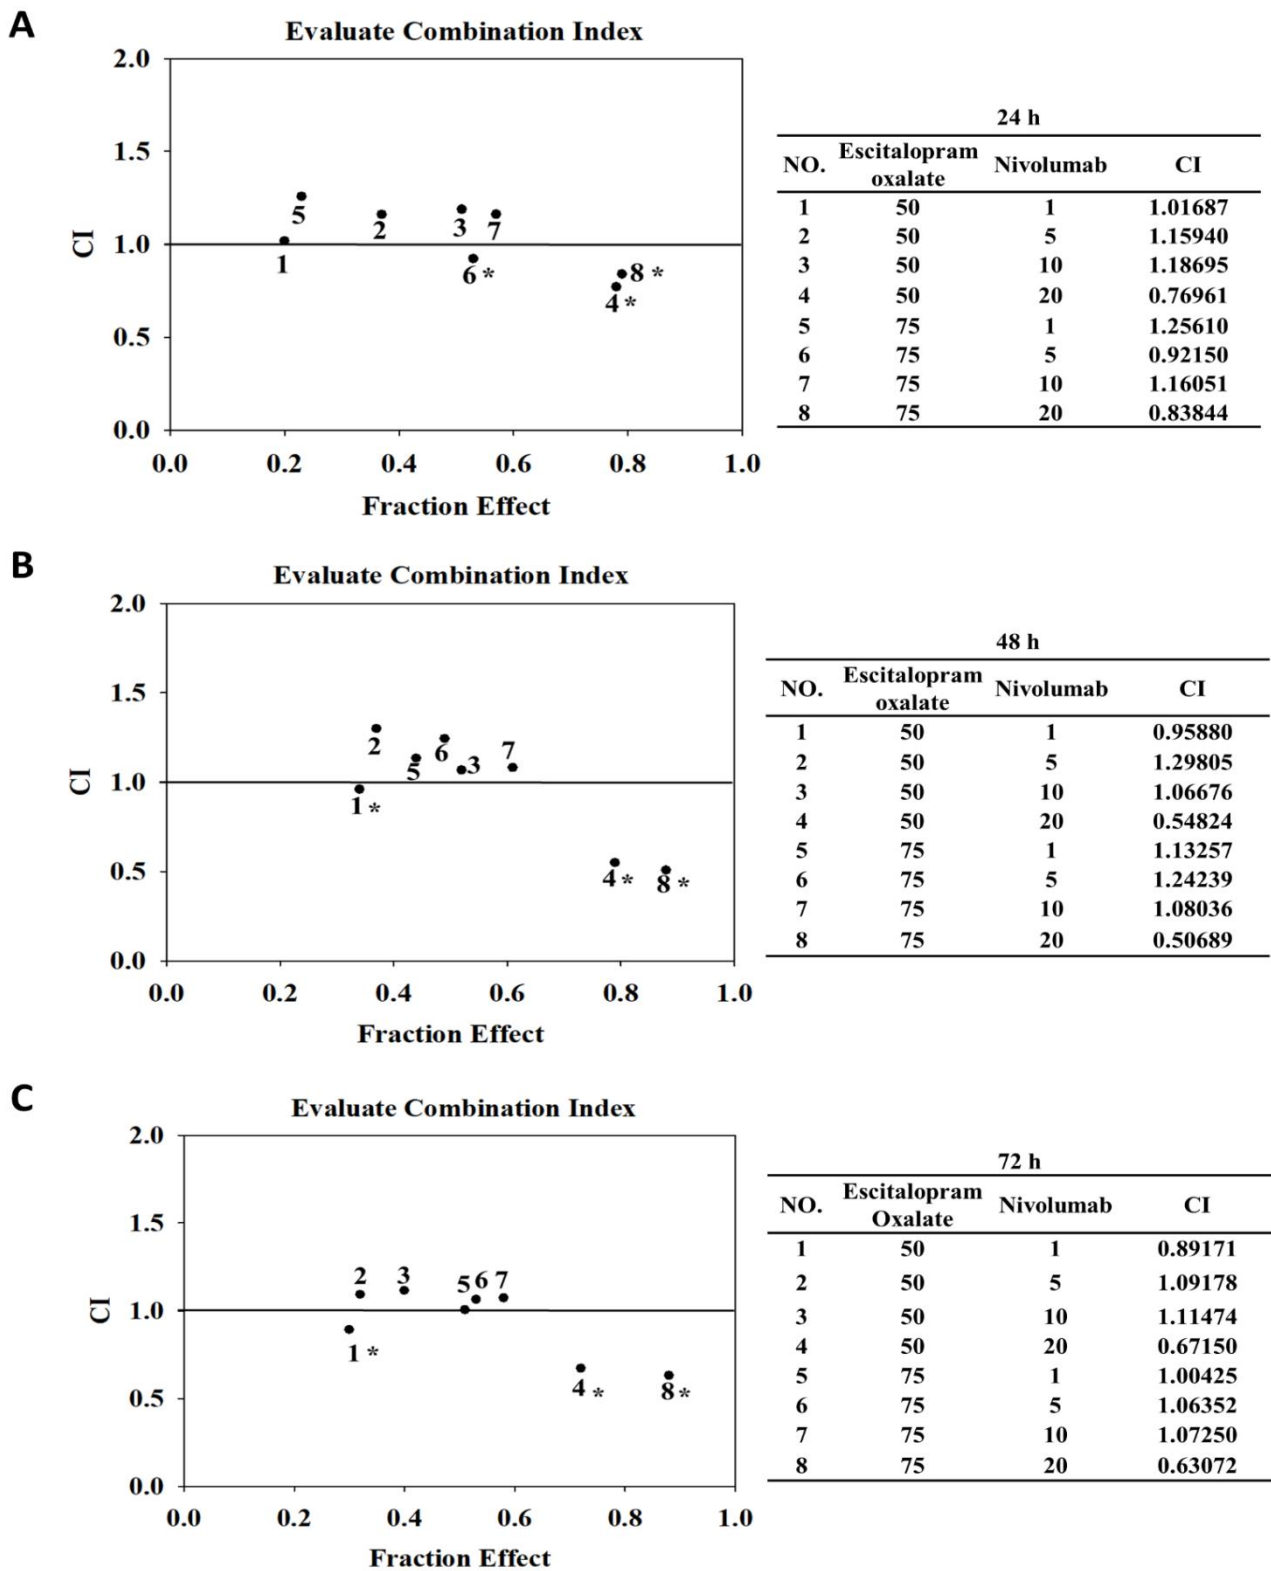 A
Evaluate Combination Index
2.0
1.5
1.0
0.5
0.0
CI
5
2
3
7
1
6 *
8 *
4 *
0.0 0.2 0.4 0.6 0.8 1.0
Fraction Effect
24 h
NO. Escitalopram oxalate Nivolumab CI
1 50 1 1.01687
2 50 5 1.15940
3 50 10 1.18695
4 50 20 0.76961
5 75 1 1.25610
6 75 5 0.92150
7 75 10 1.16051
8 75 20 0.83844
B
Evaluate Combination Index
2.0
1.5
1.0
0.5
0.0
CI
2
6
7
5
3
1 *
4 *
8 *
0.0 0.2 0.4 0.6 0.8 1.0
Fraction Effect
48 h
NO. Escitalopram oxalate Nivolumab CI
1 50 1 0.95880
2 50 5 1.29805
3 50 10 1.06676
4 50 20 0.54824
5 75 1 1.13257
6 75 5 1.24239
7 75 10 1.08036
8 75 20 0.50689
C
Evaluate Combination Index
2.0
1.5
1.0
0.5
0.0
CI
2
3
5
6
7
1 *
4 *
8 *
0.0 0.2 0.4 0.6 0.8 1.0
Fraction Effect
72 h
NO. Escitalopram Oxalate Nivolumab CI
1 50 1 0.89171
2 50 5 1.09178
3 50 10 1.11474
4 50 20 0.67150
5 75 1 1.00425
6 75 5 1.06352
7 75 10 1.07250
8 75 20 0.63072